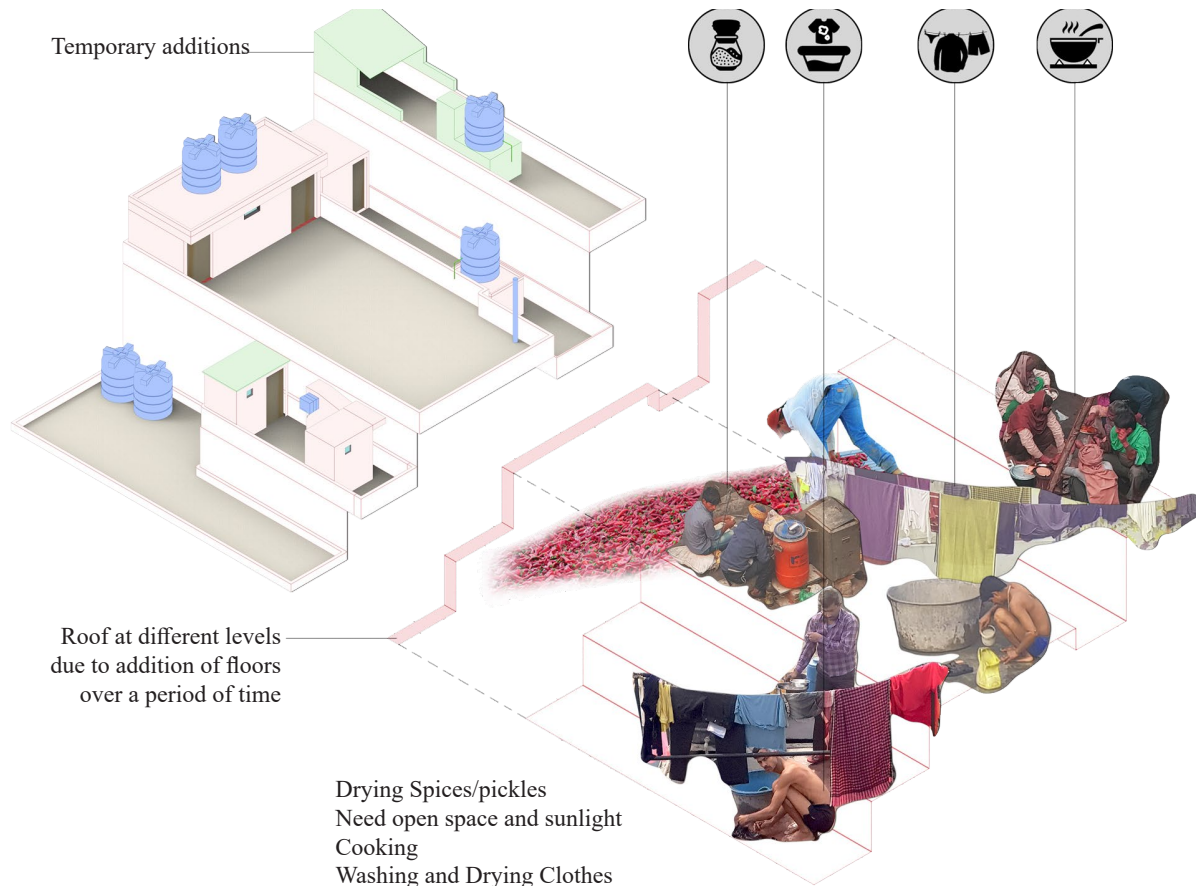 Temporary additions
Roof at different levels
due to addition of floors
over a period of time
Drying Spices/pickles
Need open space and sunlight
Cooking
Washing and Drying Clothes